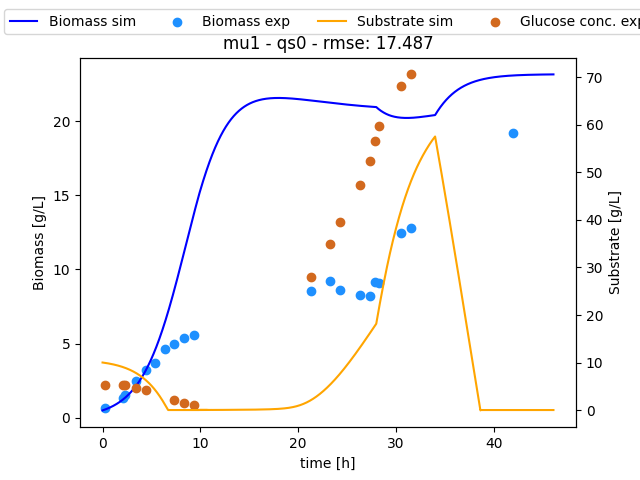 Biomass sim Biomass exp Substrate sim Glucose conc. exp
mu1 - qs0 - rmse: 17.487
Biomass [g/L]
20
15
10
5
0
0 10 20 30 40
time [h]
70
60
50
40
30
20
10
0
Substrate [g/L]